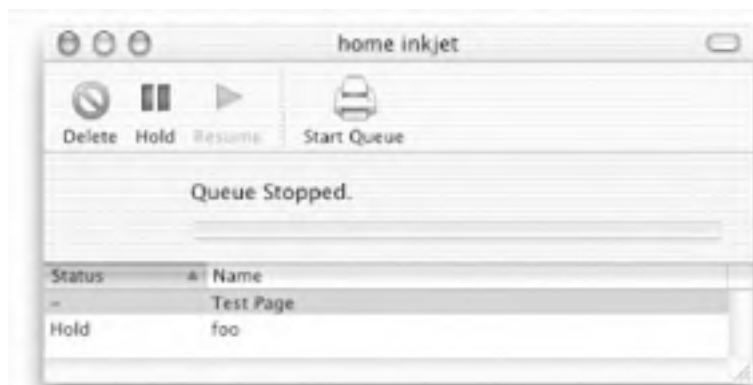 home inkjet
Delete Hold Resume Start Queue
Queue Stopped.
Status Name
- Test Page
Hold foo